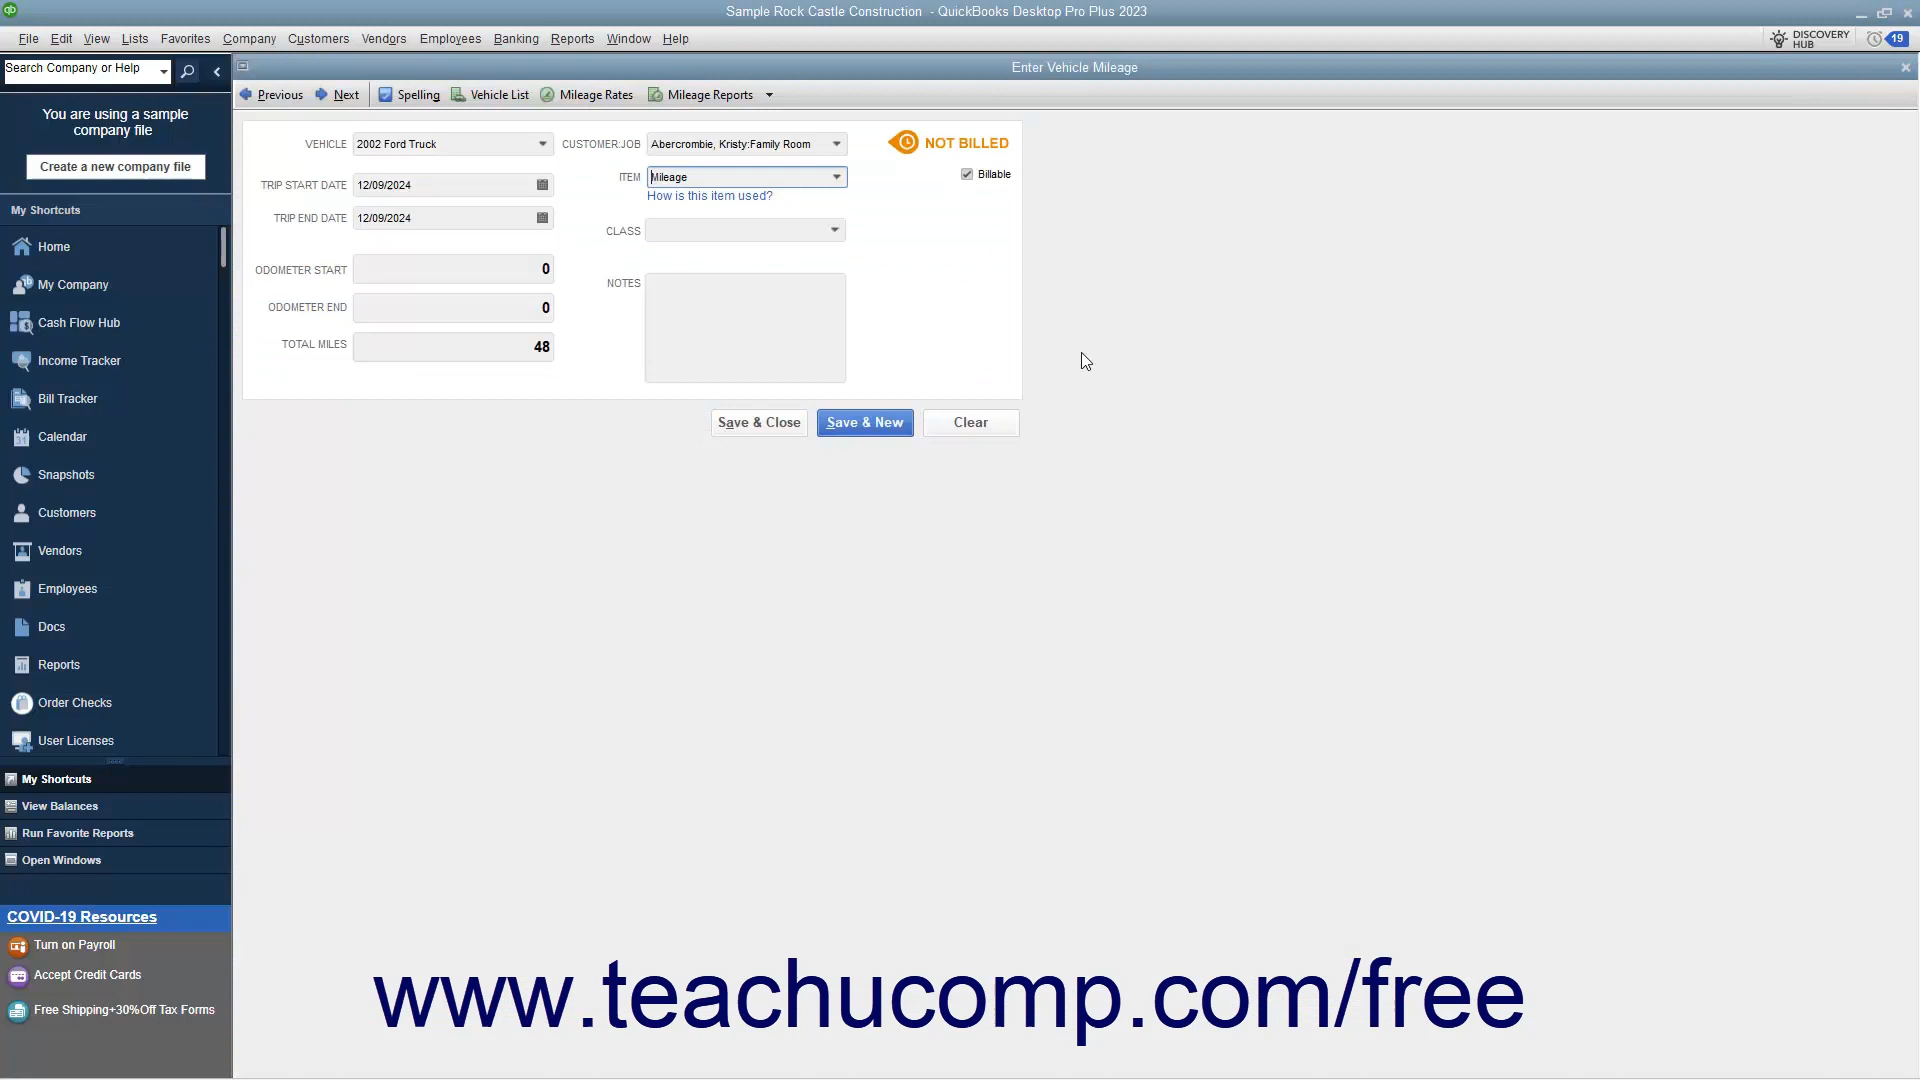 Sample Rock Castle Construction - QuickBooks Desktop Pro Plus 2023
File Edit View Lists Favorites Company Customers Vendors Employees Banking Reports Window Help
DISCOVERY
HUB
19
Search Company or Help
Enter Vehicle Mileage
Previous Next Spelling Vehicle List Mileage Rates Mileage Reports
You are using a sample
company file
Create a new company file
My Shortcuts
Home
My Company
Cash Flow Hub
Income Tracker
Bill Tracker
Calendar
Snapshots
Customers
Vendors
Employees
Docs
Reports
Order Checks
User Licenses
My Shortcuts
View Balances
Run Favorite Reports
Open Windows
COVID-19 Resources
Turn on Payroll
Accept Credit Cards
Free Shipping+30%Off Tax Forms
VEHICLE 2002 Ford Truck
TRIP START DATE 12/09/2024
TRIP END DATE 12/09/2024
ODOMETER START 0
ODOMETER END 0
TOTAL MILES 48
CUSTOMER:JOB Abercrombie, Kristy:Family Room
ITEM Mileage
How is this item used?
CLASS
NOTES
NOT BILLED
Billable
Save & Close Save & New Clear
www.teachucomp.com/free